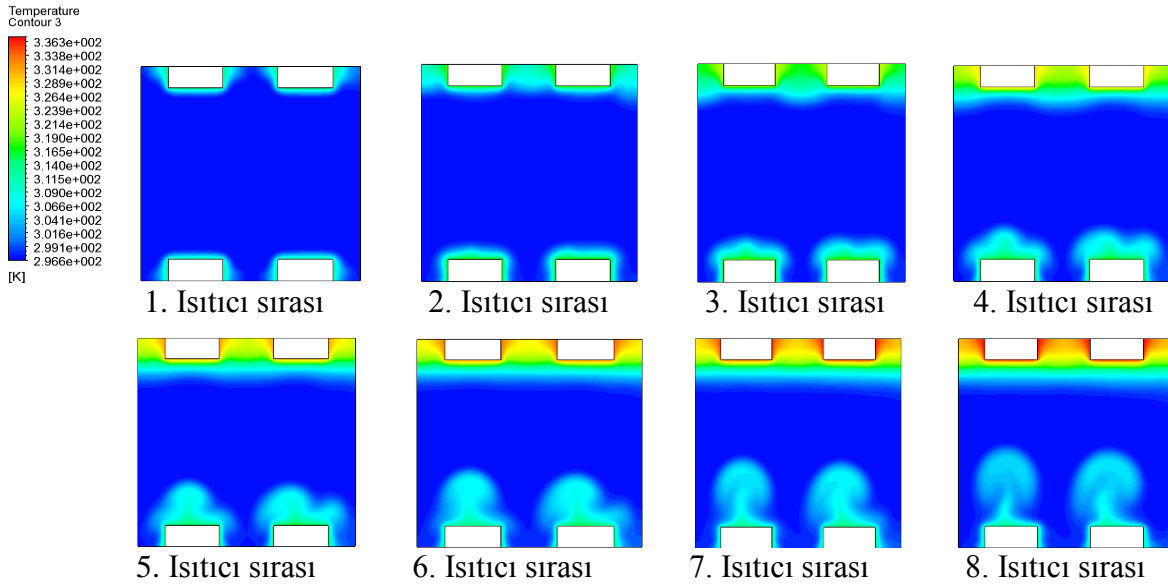 Temperature
Contour 3
3.363e+002
3.338e+002
3.314e+002
3.289e+002
3.264e+002
3.239e+002
3.214e+002
3.190e+002
3.165e+002
3.140e+002
3.115e+002
3.090e+002
3.066e+002
3.041e+002
3.016e+002
2.991e+002
2.966e+002
[K]
1. Isıtıcı sırası
2. Isıtıcı sırası
3. Isıtıcı sırası
4. Isıtıcı sırası
5. Isıtıcı sırası
6. Isıtıcı sırası
7. Isıtıcı sırası
8. Isıtıcı sırası